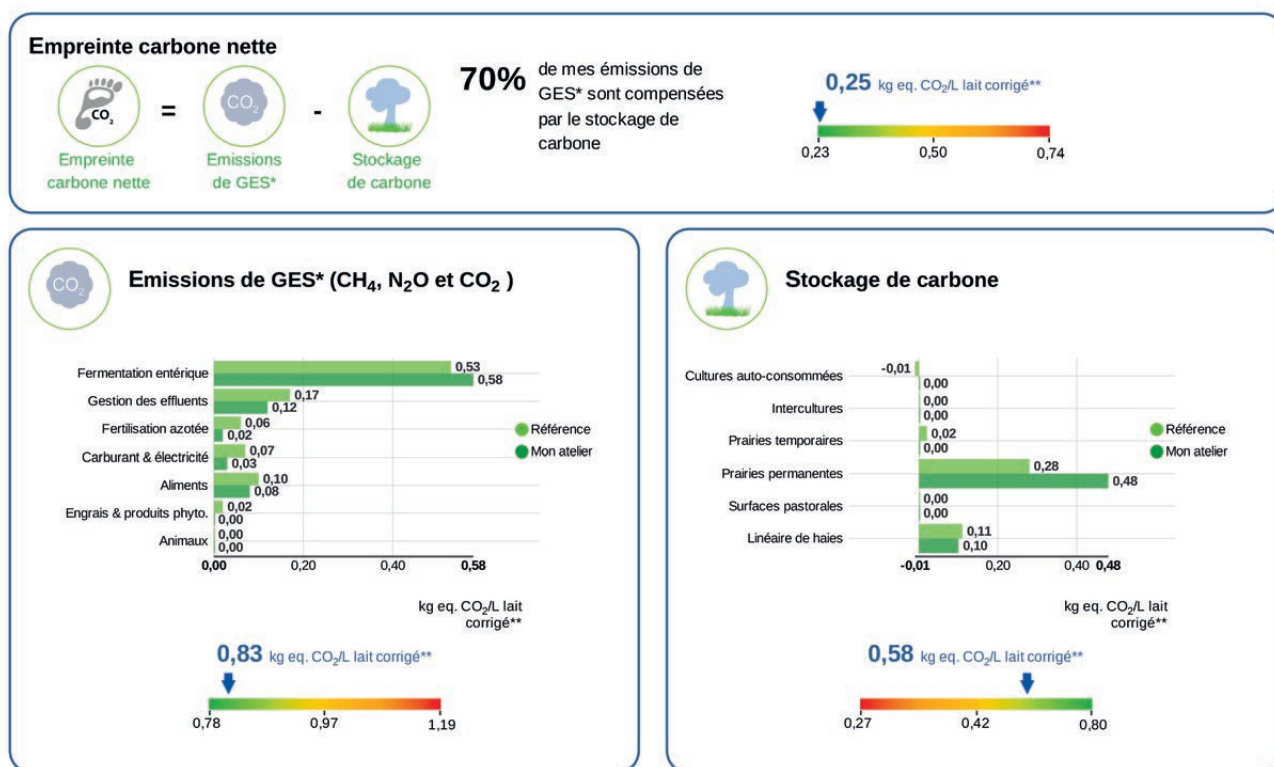 Empreinte carbone nette
CO₂
=
CO₂
-
Empreinte
carbone nette
Emissions
de GES*
Stockage
de carbone
70%
de mes émissions de
GES* sont compensées
par le stockage de
carbone
0,25 kg eq. CO₂/L lait corrigé**
0,23 0,50 0,74
CO₂
Emissions de GES* (CH₄, N₂O et CO₂ )
Fermentation entérique 0,53
0,58
Gestion des effluents 0,17
0,12
Fertilisation azotée 0,06
0,02
Carburant & électricité 0,07
0,03
Aliments 0,10
0,08
Engrais & produits phyto. 0,02
0,00
Animaux 0,00
0,00
0,00 0,20 0,40 0,58
Référence
Mon atelier
kg eq. CO₂/L lait
corrigé**
0,83 kg eq. CO₂/L lait corrigé**
0,78 0,97 1,19
Stockage de carbone
Cultures auto-consommées -0,01
0,00
Intercultures 0,00
0,00
Prairies temporaires 0,02
0,00
Prairies permanentes 0,28
0,48
Surfaces pastorales 0,00
0,00
Linéaire de haies 0,11
0,10
-0,01 0,20 0,40 0,48
Référence
Mon atelier
kg eq. CO₂/L lait
corrigé**
0,58 kg eq. CO₂/L lait corrigé**
0,27 0,42 0,80